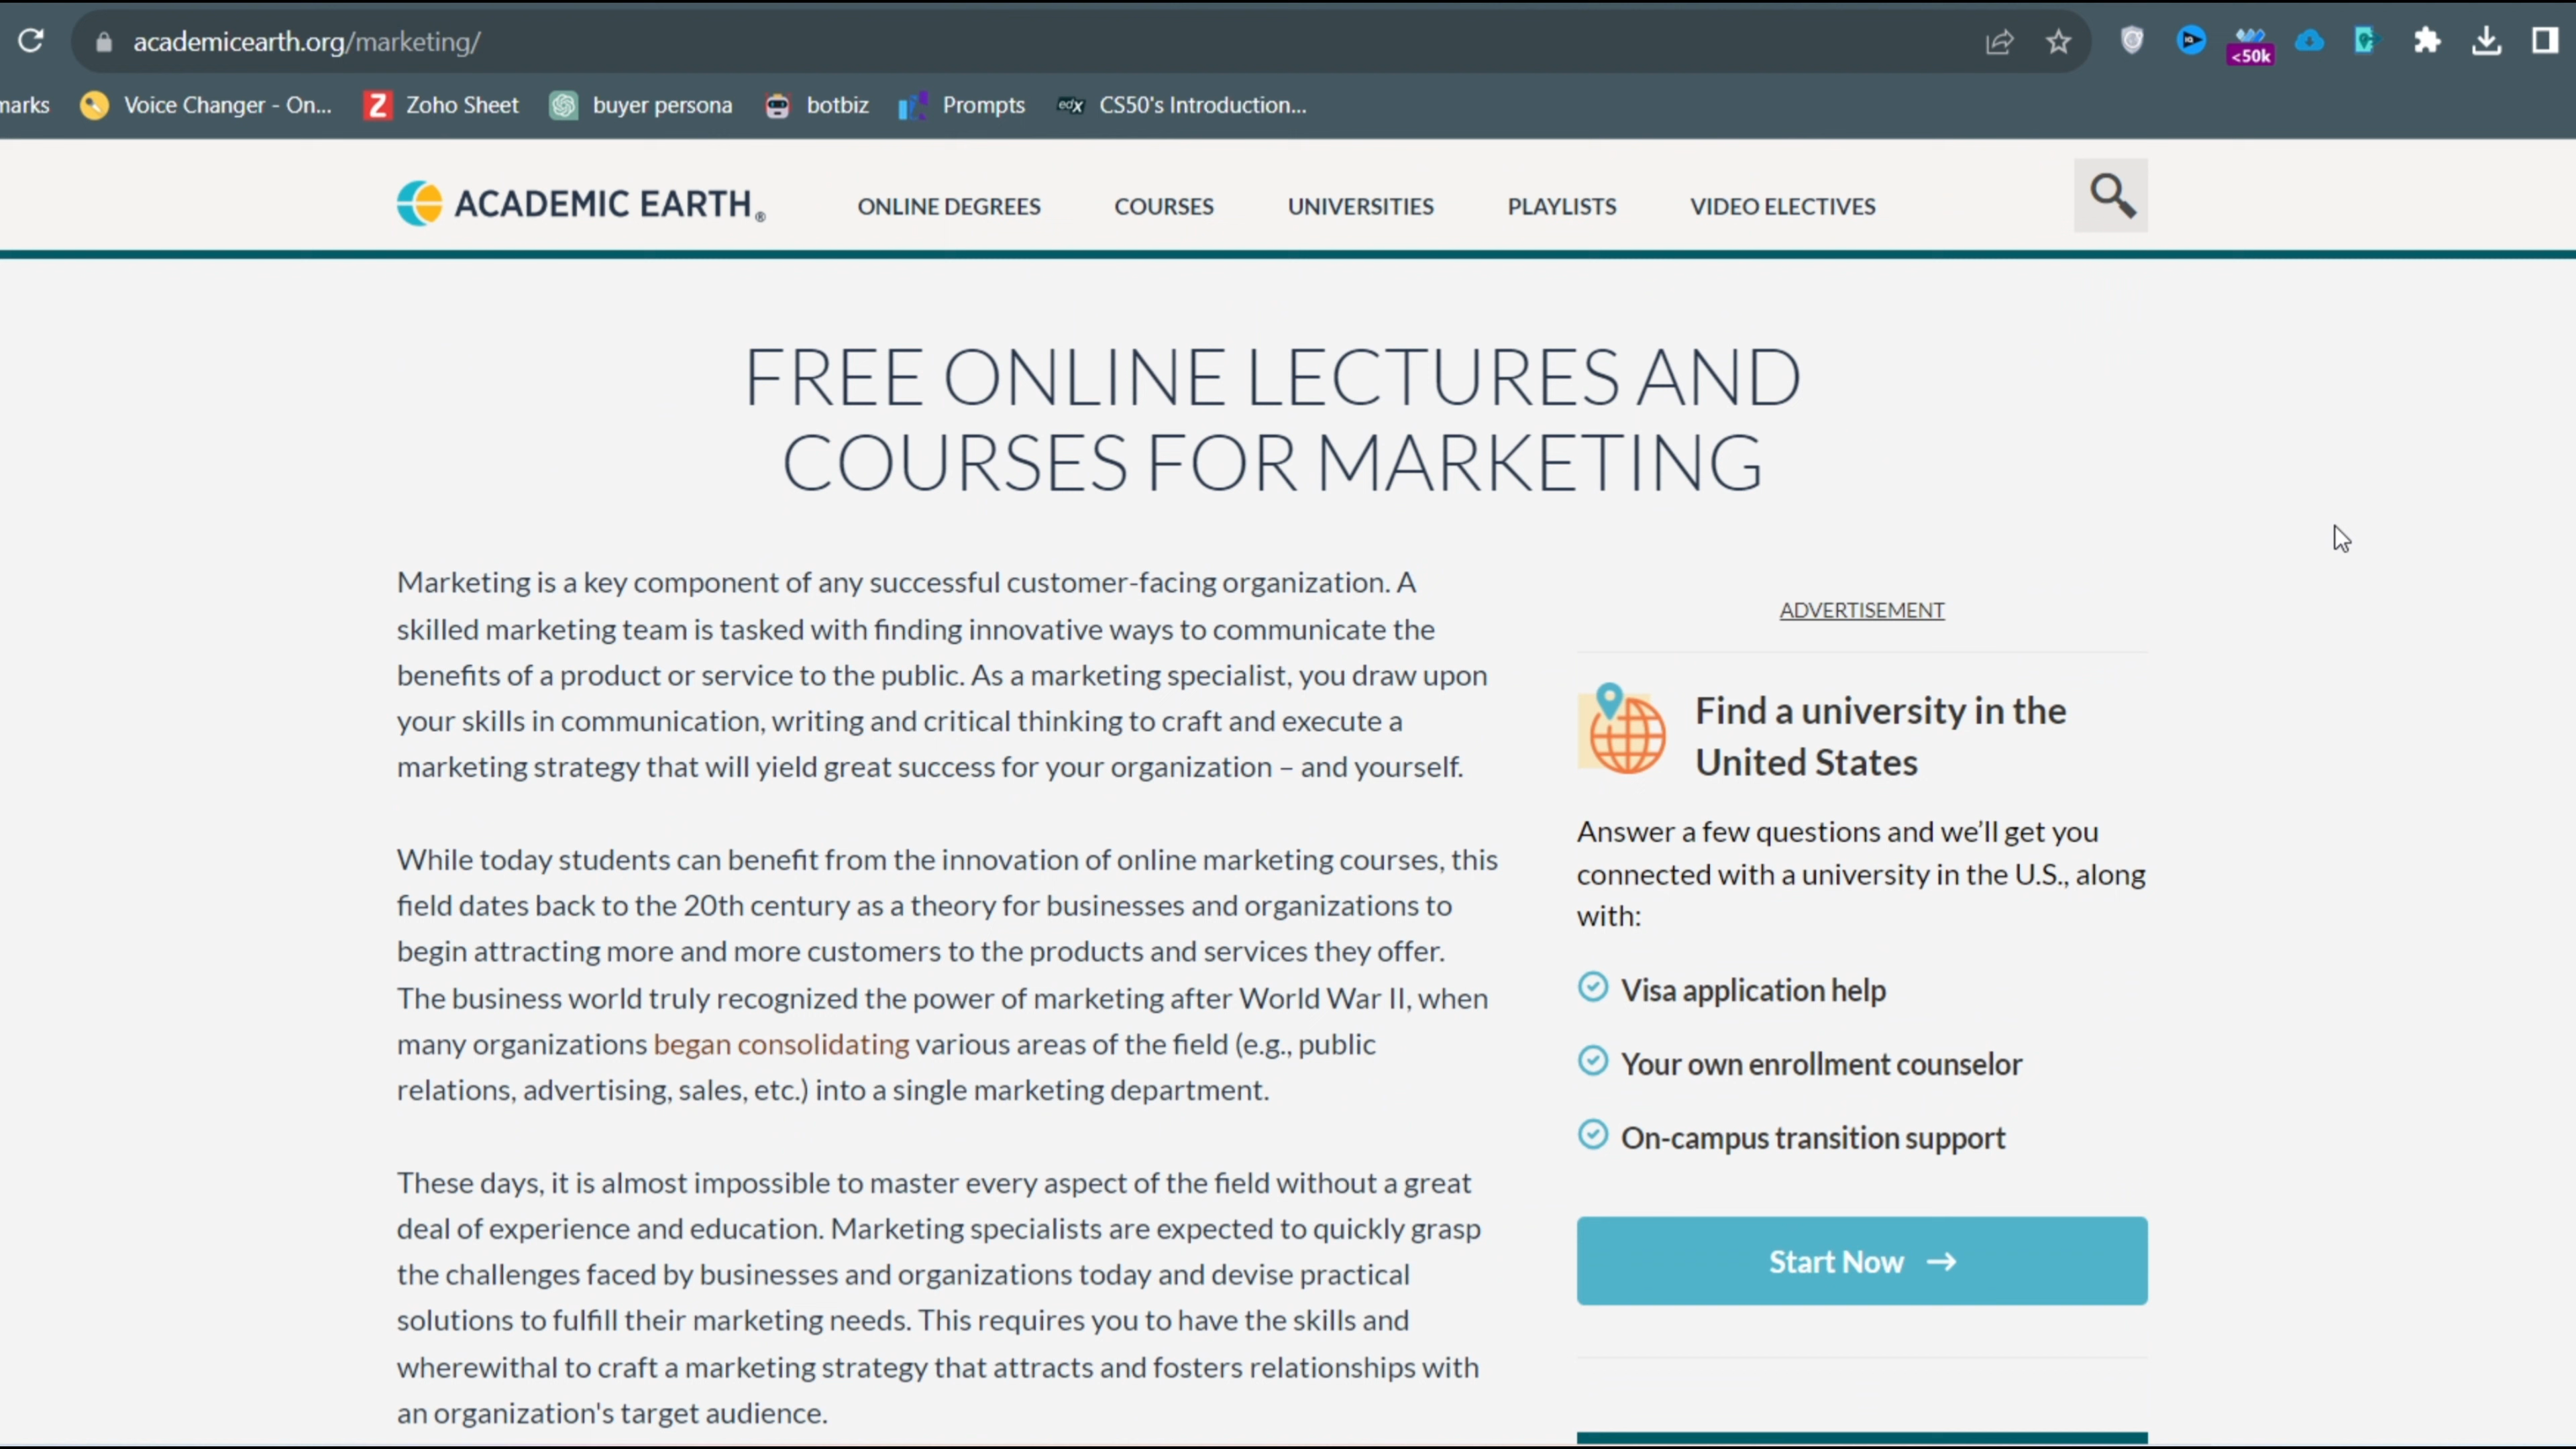 academicearth.org/marketing/
<50k
marks
Voice Changer - On...
Zoho Sheet
buyer persona
botbiz
Prompts
edX
CS50's Introduction...
ACADEMIC EARTH®
ONLINE DEGREES
COURSES
UNIVERSITIES
PLAYLISTS
VIDEO ELECTIVES
FREE ONLINE LECTURES AND
COURSES FOR MARKETING
Marketing is a key component of any successful customer-facing organization. A
skilled marketing team is tasked with finding innovative ways to communicate the
benefits of a product or service to the public. As a marketing specialist, you draw upon
your skills in communication, writing and critical thinking to craft and execute a
marketing strategy that will yield great success for your organization – and yourself.
While today students can benefit from the innovation of online marketing courses, this
field dates back to the 20th century as a theory for businesses and organizations to
begin attracting more and more customers to the products and services they offer.
The business world truly recognized the power of marketing after World War II, when
many organizations began consolidating various areas of the field (e.g., public
relations, advertising, sales, etc.) into a single marketing department.
These days, it is almost impossible to master every aspect of the field without a great
deal of experience and education. Marketing specialists are expected to quickly grasp
the challenges faced by businesses and organizations today and devise practical
solutions to fulfill their marketing needs. This requires you to have the skills and
wherewithal to craft a marketing strategy that attracts and fosters relationships with
an organization's target audience.
ADVERTISEMENT
Find a university in the
United States
Answer a few questions and we'll get you
connected with a university in the U.S., along
with:
Visa application help
Your own enrollment counselor
On-campus transition support
Start Now →